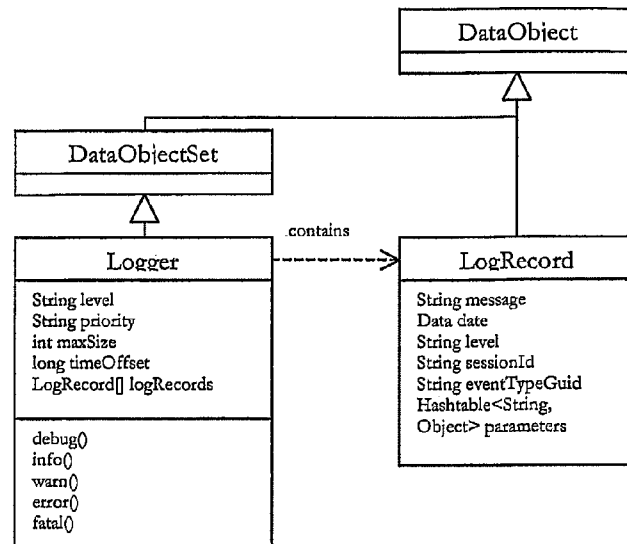 DataObject
DataObjectSet
.contains
Logger
String level
String priority
int maxSize
long timeOffset
LogRecord[] logRecords
debug()
info()
warn()
error()
fatal()
LogRecord
String message
Data date
String level
String sessionId
String eventTypeGuid
Hashtable<String,
Object> parameters